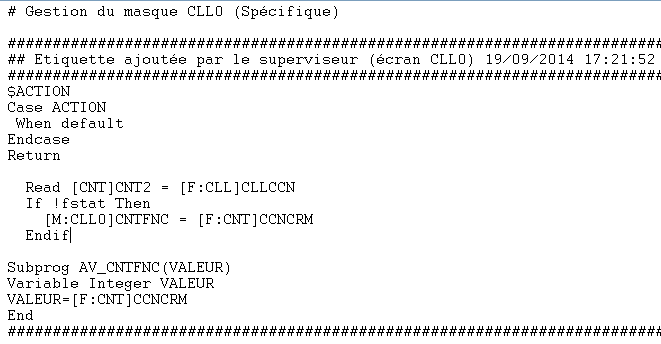 # Gestion du masque CLL0 (Spécifique)
################################################################################
## Etiquette ajoutée par le superviseur (écran CLL0) 19/09/2014 17:21:52
################################################################################
$ACTION
Case ACTION
When default
Endcase
Return
Read [CNT]CNT2 = [F:CLL]CLLCCN
If !fstat Then
[M:CLL0]CNTFNC = [F:CNT]CCNCRM
Endif
Subprog AV_CNTFNC(VALEUR)
Variable Integer VALEUR
VALEUR=[F:CNT]CCNCRM
End
################################################################################